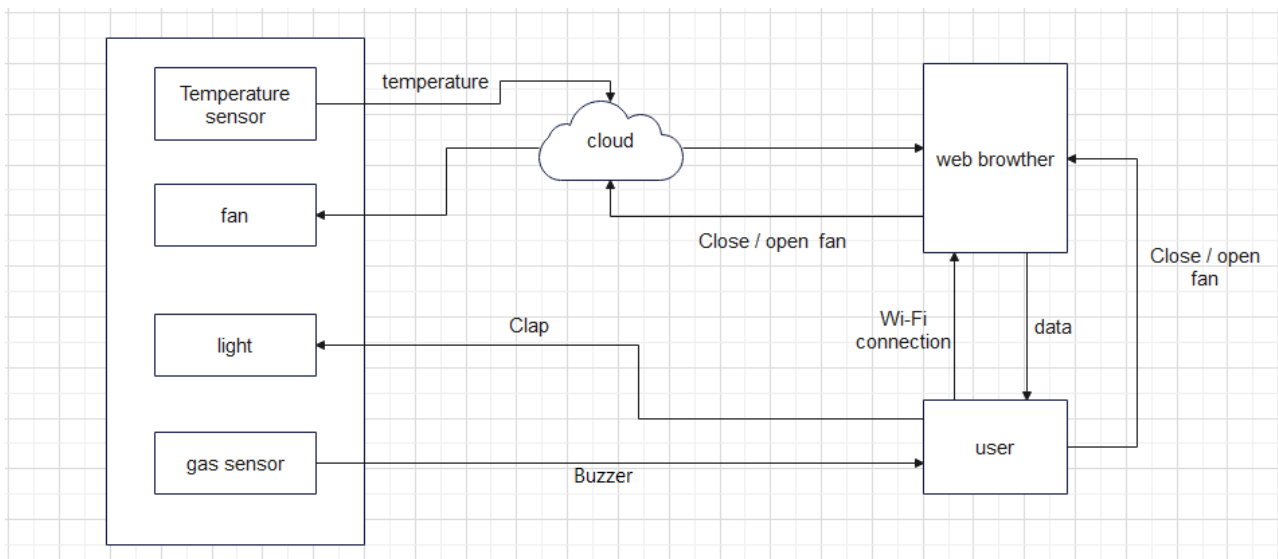 Temperature
sensor
temperature
cloud
web browther
fan
Close / open  fan
Close / open
fan
light
Clap
Wi-Fi
connection
data
gas sensor
Buzzer
user